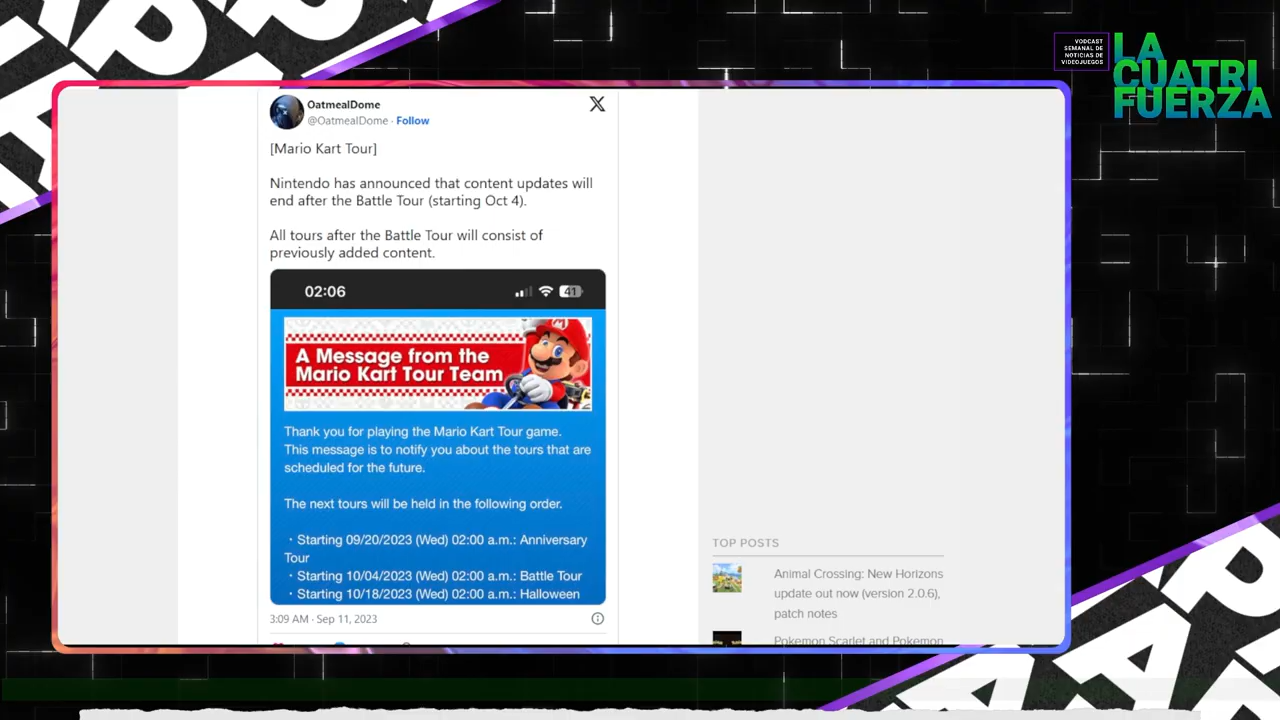 VODCAST
SEMANAL DE
NOTICIAS DE
VIDEOJUEGOS
LA
CUATRI
FUERZA
OatmealDome
@OatmealDome · Follow
[Mario Kart Tour]
Nintendo has announced that content updates will
end after the Battle Tour (starting Oct 4).
All tours after the Battle Tour will consist of
previously added content.
02:06
41
A Message from the
Mario Kart Tour Team
Thank you for playing the Mario Kart Tour game.
This message is to notify you about the tours that are
scheduled for the future.
The next tours will be held in the following order.
・Starting 09/20/2023 (Wed) 02:00 a.m.: Anniversary
Tour
・Starting 10/04/2023 (Wed) 02:00 a.m.: Battle Tour
・Starting 10/18/2023 (Wed) 02:00 a.m.: Halloween
3:09 AM · Sep 11, 2023
TOP POSTS
Animal Crossing: New Horizons
update out now (version 2.0.6),
patch notes
Pokemon Scarlet and Pokemon